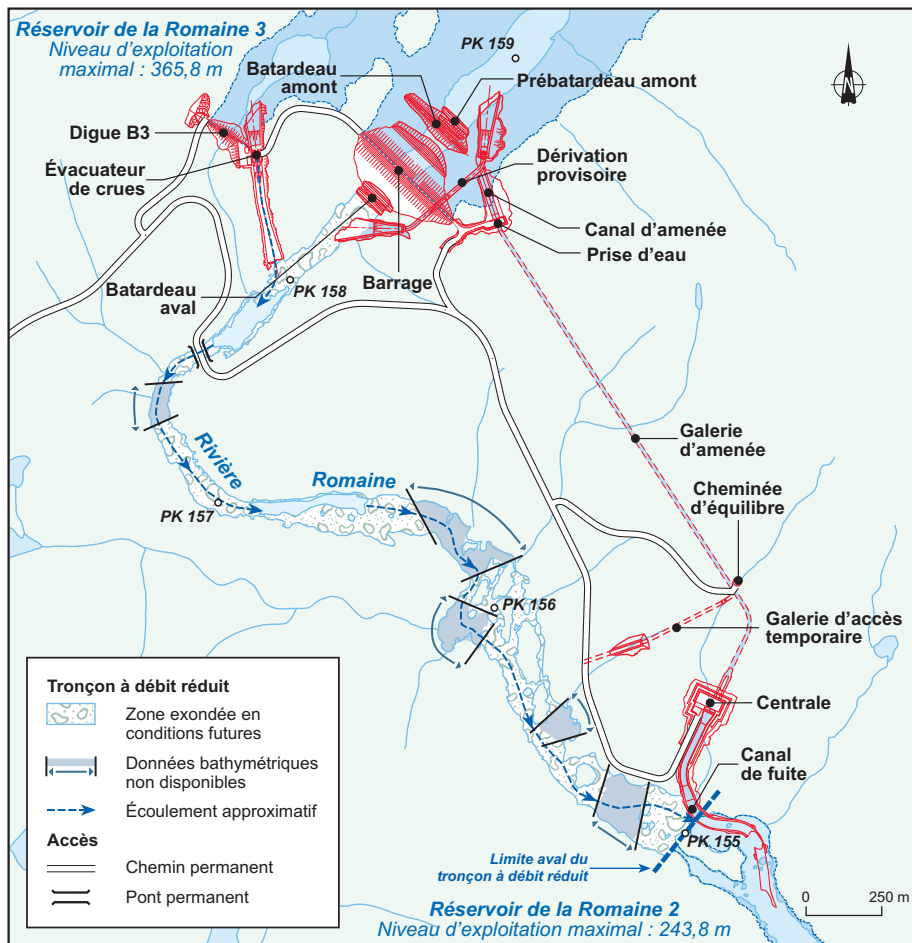 Réservoir de la Romaine 3
Niveau d'exploitation
maximal : 365,8 m
PK 159
Batardeau
amont
Prébatardeau amont
Digue B3
Évacuateur
de crues
Dérivation
provisoire
Canal d'amenée
Prise d'eau
Batardeau
aval
PK 158
Barrage
Rivière
Romaine
PK 157
Galerie
d'amenée
Cheminée
d'équilibre
PK 156
Galerie d'accès
temporaire
Centrale
Canal
de fuite
PK 155
Limite aval du
tronçon à débit réduit
Réservoir de la Romaine 2
Niveau d'exploitation maximal : 243,8 m
0 250 m
N
Tronçon à débit réduit
Zone exondée en
conditions futures
Données bathymétriques
non disponibles
Écoulement approximatif
Accès
Chemin permanent
Pont permanent